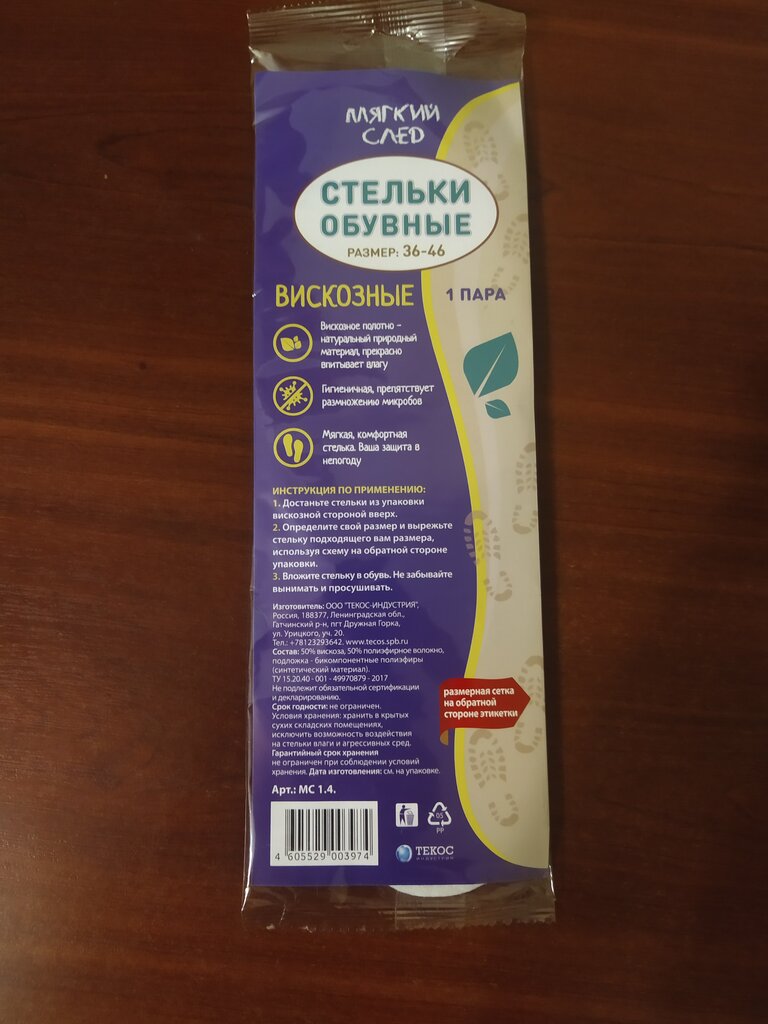 МЯГКИЙ
СЛЕД
СТЕЛЬКИ
ОБУВНЫЕ
РАЗМЕР: 36-46
ВИСКОЗНЫЕ
1 ПАРА
Вискозное полотно –
натуральный природный
материал, прекрасно
впитывает влагу
Гигиеничная, препятствует
размножению микробов
Мягкая, комфортная
стелька. Ваша защита в
непогоду
ИНСТРУКЦИЯ ПО ПРИМЕНЕНИЮ:
1. Достаньте стельки из упаковки
вискозной стороной вверх.
2. Определите свой размер и вырежьте
стельку подходящего вам размера,
используя схему на обратной стороне
упаковки.
3. Вложите стельку в обувь. Не забывайте
вынимать и просушивать.
Изготовитель: ООО "ТЕКОС-ИНДУСТРИЯ",
Россия, 188377, Ленинградская обл.,
Гатчинский р-н, пгт Дружная Горка,
ул. Урицкого, уч. 20.
Тел.: +78123293642. www.tecos.spb.ru
Состав: 50% вискоза, 50% полиэфирное волокно,
подложка - бикомпонентные полиэфиры
(синтетический материал).
ТУ 15.20.40 - 001 - 49970879 - 2017
Не подлежит обязательной сертификации
и декларированию.
Срок годности: не ограничен.
Условия хранения: хранить в крытых
сухих складских помещениях,
исключить возможность воздействия
на стельки влаги и агрессивных сред.
Гарантийный срок хранения
не ограничен при соблюдении условий
хранения. Дата изготовления: см. на упаковке.
размерная сетка
на обратной
стороне этикетки
Арт.: МС 1.4.
4 605529 003974
05
PP
ТЕКОС
ИНДУСТРИЯ